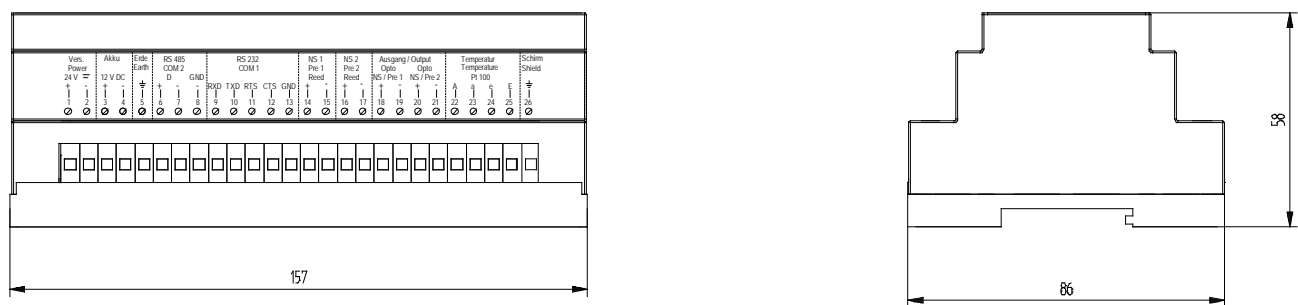 Vers. Akku Erde RS 485 RS 232 NS 1 NS 2 Ausgang / Output Temperatur Schirm
Power Earth COM 2 COM 1 Pre 1 Pre 2 Opto Opto Temperature Shield
24 V 12 V DC D GND Reed Reed NS / Pre 1 NS / Pre 2 Pt 100
+ - + - + - - RXD TXD RTS CTS GND + - + - + - + - A a e E
1 2 3 4 5 6 7 8 9 10 11 12 13 14 15 16 17 18 19 20 21 22 23 24 25 26
157
58
86